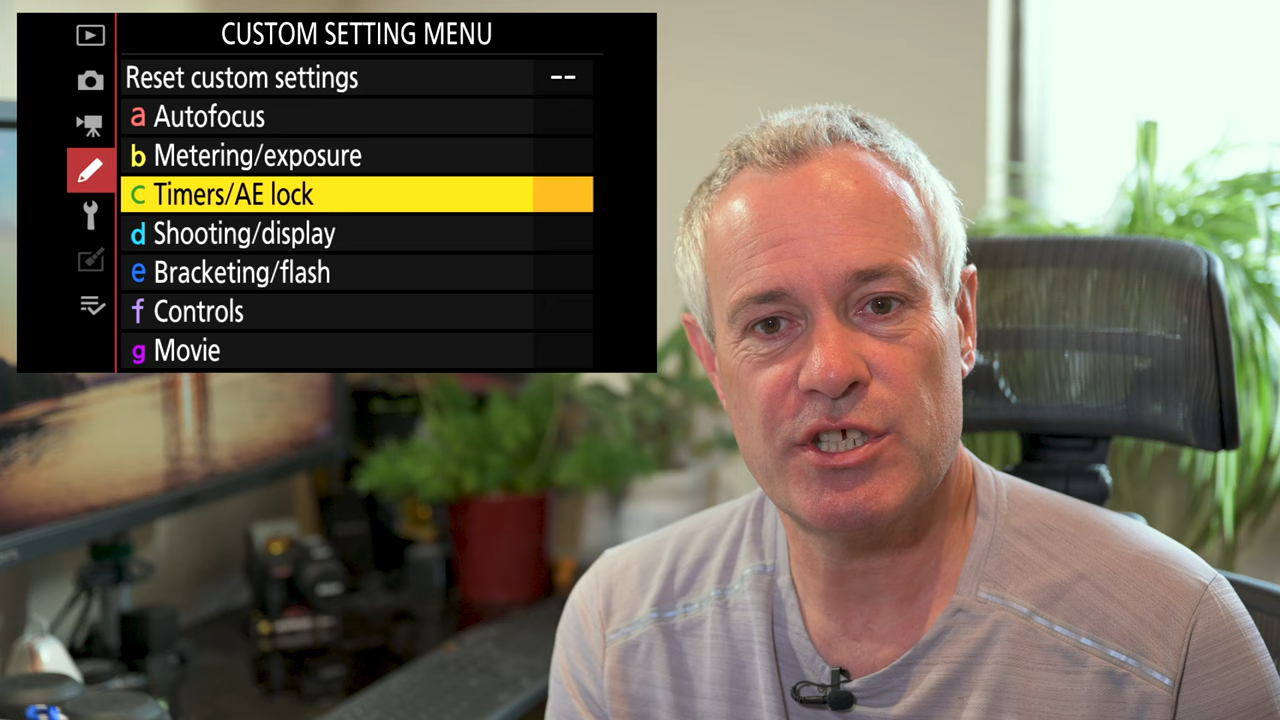 CUSTOM SETTING MENU
Reset custom settings --
a Autofocus
b Metering/exposure
c Timers/AE lock
d Shooting/display
e Bracketing/flash
f Controls
g Movie